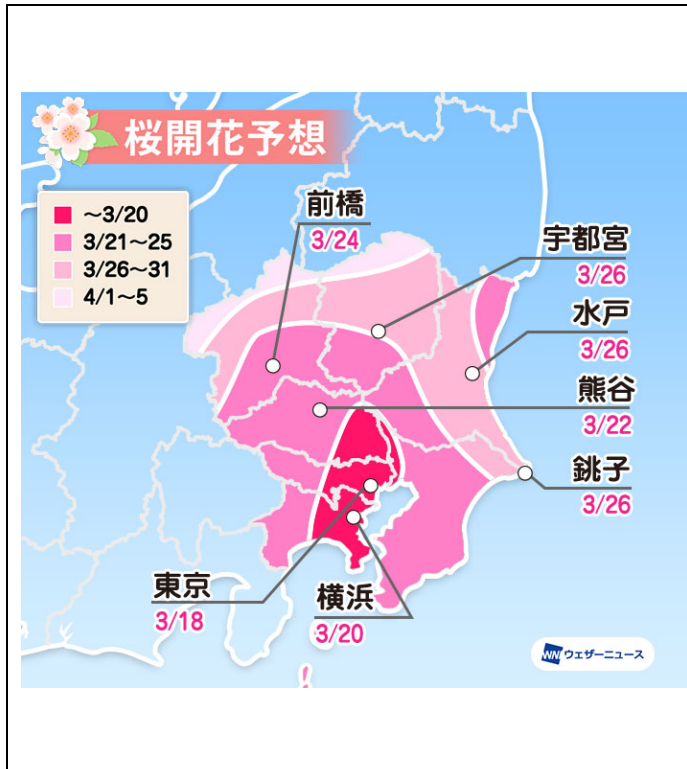 桜開花予想
～3/20
3/21～25
3/26～31
4/1～5
前橋
3/24
宇都宮
3/26
水戸
3/26
熊谷
3/22
銚子
3/26
東京
3/18
横浜
3/20
WNI ウェザーニュース